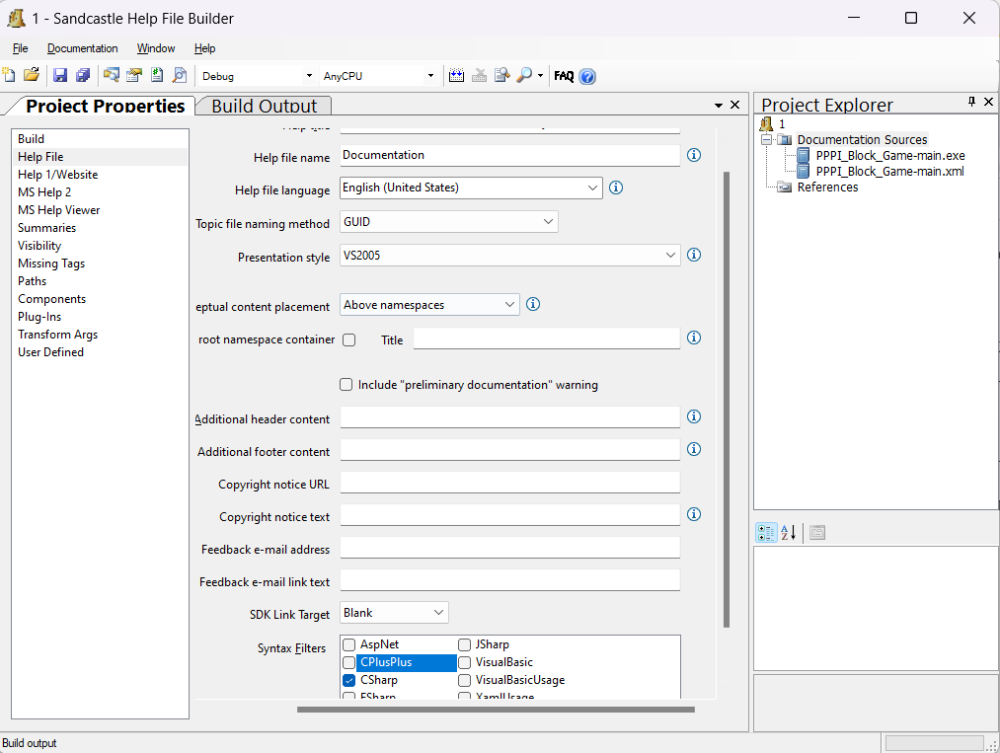 1 - Sandcastle Help File Builder
File Documentation Window Help
Debug AnyCPU FAQ
Project Properties Build Output
Build
Help File
Help 1/Website
MS Help 2
MS Help Viewer
Summaries
Visibility
Missing Tags
Paths
Components
Plug-Ins
Transform Args
User Defined
Help file name Documentation
Help file language English (United States)
Topic file naming method GUID
Presentation style VS2005
eptual content placement Above namespaces
root namespace container Title
Include "preliminary documentation" warning
Additional header content
Additional footer content
Copyright notice URL
Copyright notice text
Feedback e-mail address
Feedback e-mail link text
SDK Link Target Blank
Syntax Filters AspNet JSharp
CPlusPlus VisualBasic
CSharp VisualBasicUsage
FSharp XamlUsage
Project Explorer
1
Documentation Sources
PPPI_Block_Game-main.exe
PPPI_Block_Game-main.xml
References
Build output